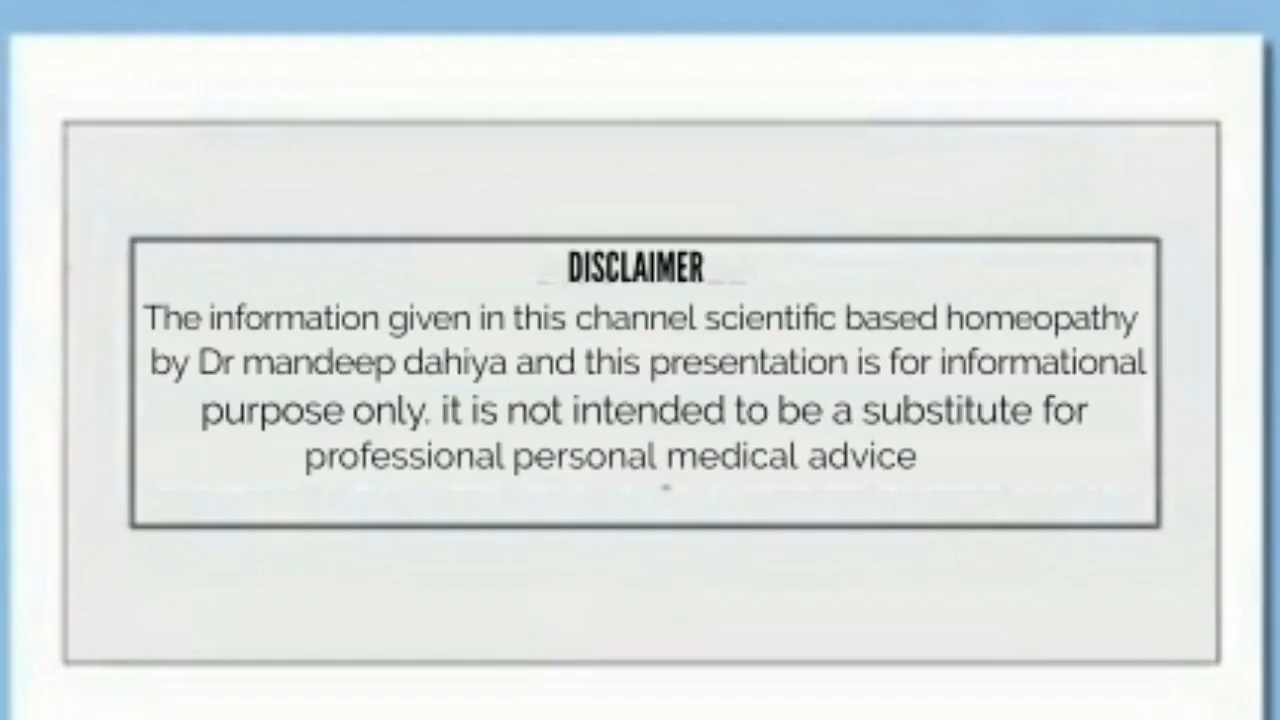 DISCLAIMER
The information given in this channel scientific based homeopathy
by Dr mandeep dahiya and this presentation is for informational
purpose only. it is not intended to be a substitute for
professional personal medical advice